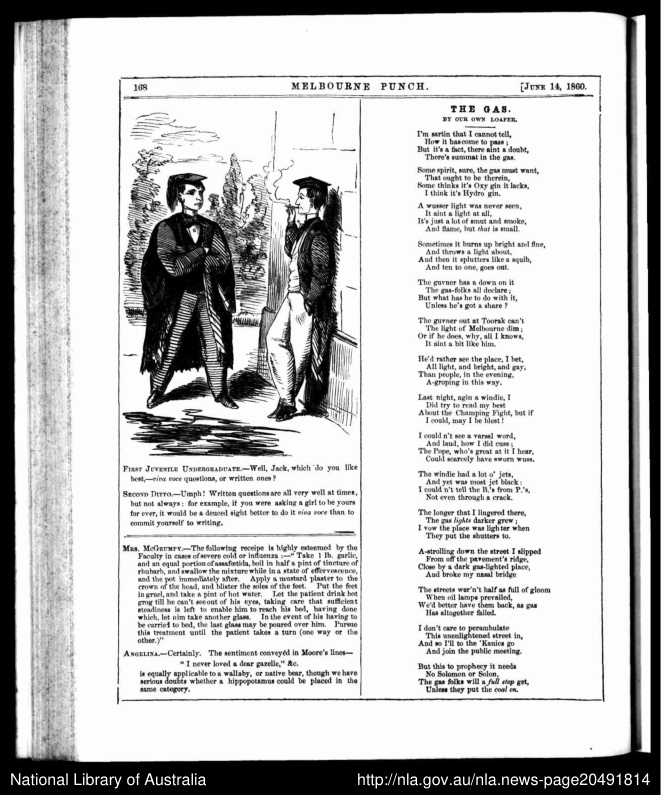 168
MELBOURNE PUNCH.
[JUNE 14, 1860.
FIRST JUVENILE UNDERGRADUATE.—Well, Jack, which do you like
best,—viva voce questions, or written ones?
SECOND DITTO.—Umph! Written questions are all very well at times,
but not always: for example, if you were asking a girl to be yours
for ever, it would be a deuced sight better to do it viva voce than to
commit yourself to writing.
MRS. MCGRUMPY.—The following receipe is highly esteemed by the
Faculty in cases of severe cold or influenza:—"Take 1 lb. garlic,
and an equal portion of assafœtida, boil in half a pint of tincture of
rhubarb, and swallow the mixture while in a state of effervescence,
and the pot immediately after. Apply a mustard plaster to the
crown of the head, and blister the soles of the feet. Put the feet
in gruel, and take a pint of hot water. Let the patient drink hot
grog till he can't see out of his eyes, taking care that sufficient
steadiness is left to enable him to reach his bed, having done
which, let him take another glass. In the event of his having to
be carried to bed, the last glass may be poured over him. Pursue
this treatment until the patient takes a turn (one way or the
other.)"
ANGELINA.—Certainly. The sentiment conveyed in Moore's lines—
"I never loved a dear gazelle," &c.
is equally applicable to a wallaby, or native bear, though we have
serious doubts whether a hippopotamus could be placed in the
same category.
THE GAS.
BY OUR OWN LOAFER.
I'm sartin that I cannot tell,
How it has come to pass;
But it's a fact, there aint a doubt,
There's summat in the gas.
Some spirit, sure, the gas must want,
That ought to be therein,
Some thinks it's Oxy gin it lacks,
I think it's Hydro gin.
A wusser light was never seen,
It aint a light at all,
It's just a lot of smut and smoke,
And flame, but that is small.
Sometimes it burns up bright and fine,
And throws a light about,
And then it splutters like a squib,
And ten to one, goes out.
The guvner has a down on it
The gas-folks all declare;
But what has he to do with it,
Unless he's got a share?
The guvner out at Toorak can't
The light of Melbourne dim;
Or if he does, why, all I knows,
It aint a bit like him.
He'd rather see the place, I bet,
All light, and bright, and gay,
Than people, in the evening,
A-groping in this way.
Last night, agin a windie, I
Did try to read my best
About the Champing Fight, but if
I could, may I be blest!
I could n't see a varsal word,
And laud, how I did cuss;
The Pope, who's great at it I hear,
Could scarcely have sworn wuss.
The windie had a lot o' jets,
And yet was most jet black:
I could n't tell the B.'s from P.'s,
Not even through a crack.
The longer that I lingered there,
The gas lights darker grew;
I vow the place was lighter when
They put the shutters to.
A-strolling down the street I slipped
From off the pavement's ridge,
Close by a dark gas-lighted place,
And broke my nasal bridge
The streets wer'n't half as full of gloom
When oil lamps prevailed,
We'd better have them back, as gas
Has altogether failed.
I don't care to perambulate
This unenlightened street in,
And so I'll to the 'Kanics go
And join the public meeting.
But this to prophecy it needs
No Solomon or Solon,
The gas folks will a full stop get,
Unless they put the coal on.
National Library of Australia
http://nla.gov.au/nla.news-page20491814